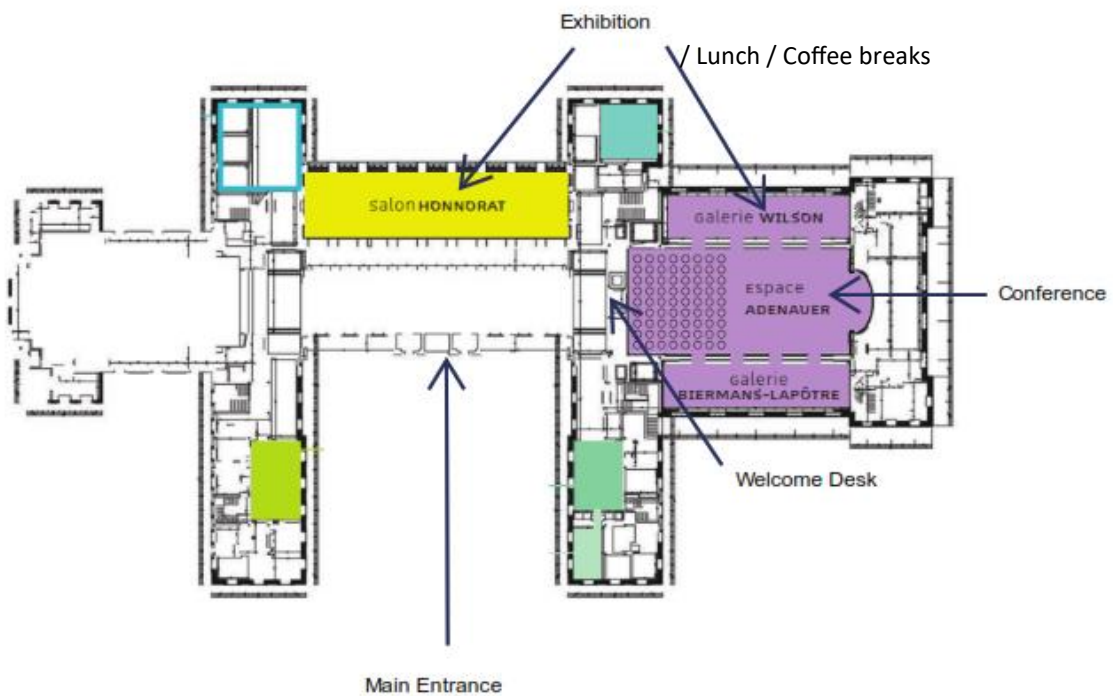 Exhibition
/ Lunch / Coffee breaks
salon HONNORAT
Galerie WILSON
Espace
ADENAUER
Conference
Galerie
BIERMANS-LAPÔTRE
Welcome Desk
Main Entrance